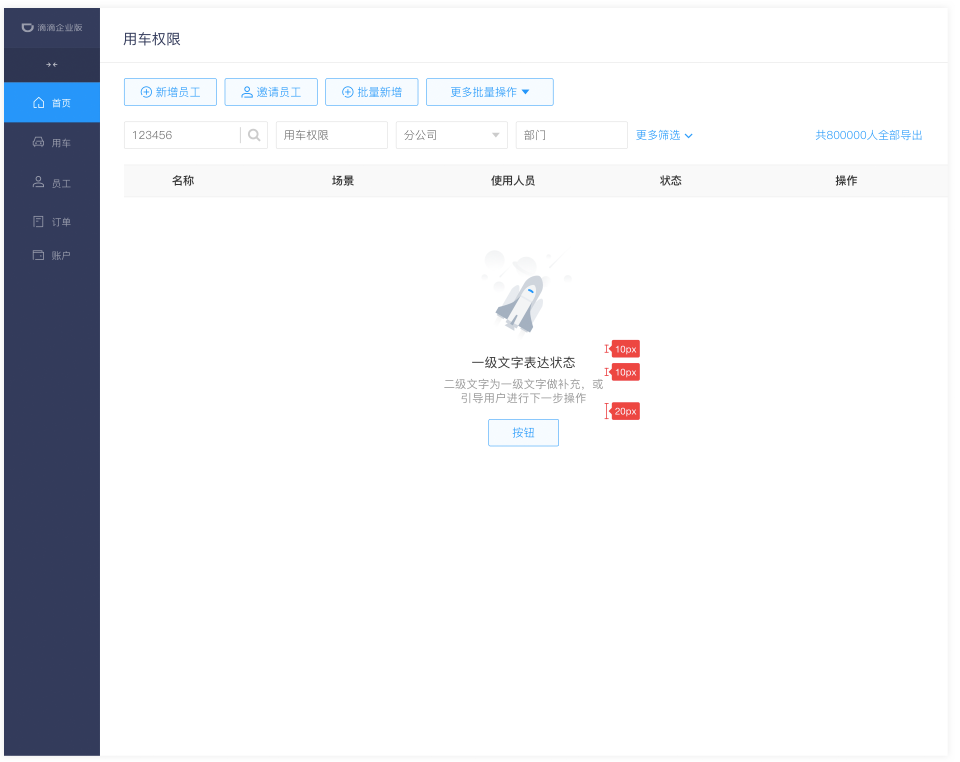 滴滴企业版
用车权限
首页
用车
员工
订单
账户
新增员工 邀请员工 批量新增 更多批量操作
123456 用车权限 分公司 部门 更多筛选 共800000人全部导出
名称 场景 使用人员 状态 操作
10px
一级文字表达状态
10px
二级文字为一级文字做补充，或
引导用户进行下一步操作
20px
按钮